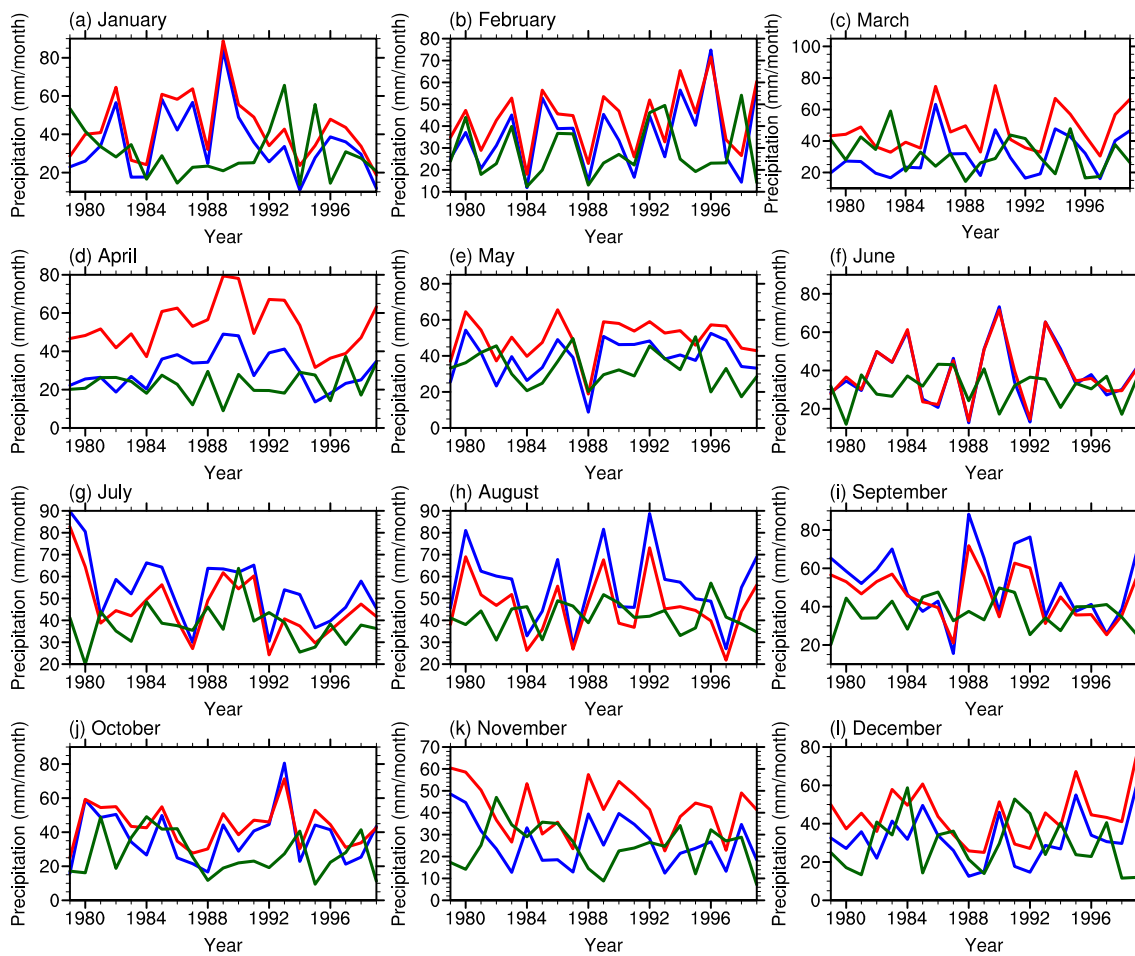 (a) January
Precipitation (mm/month)
80
60
40
20
1980 1984 1988 1992 1996
Year
(b) February
Precipitation (mm/month)
80
70
60
50
40
30
20
10
1980 1984 1988 1992 1996
Year
(c) March
Precipitation (mm/month)
100
80
60
40
20
1980 1984 1988 1992 1996
Year
(d) April
Precipitation (mm/month)
80
60
40
20
0
1980 1984 1988 1992 1996
Year
(e) May
Precipitation (mm/month)
80
60
40
20
0
1980 1984 1988 1992 1996
Year
(f) June
Precipitation (mm/month)
80
60
40
20
1980 1984 1988 1992 1996
Year
(g) July
Precipitation (mm/month)
90
80
70
60
50
40
30
20
1980 1984 1988 1992 1996
Year
(h) August
Precipitation (mm/month)
90
80
70
60
50
40
30
20
1980 1984 1988 1992 1996
Year
(i) September
Precipitation (mm/month)
80
60
40
20
1980 1984 1988 1992 1996
Year
(j) October
Precipitation (mm/month)
80
60
40
20
0
1980 1984 1988 1992 1996
Year
(k) November
Precipitation (mm/month)
70
60
50
40
30
20
10
0
1980 1984 1988 1992 1996
Year
(l) December
Precipitation (mm/month)
80
60
40
20
0
1980 1984 1988 1992 1996
Year